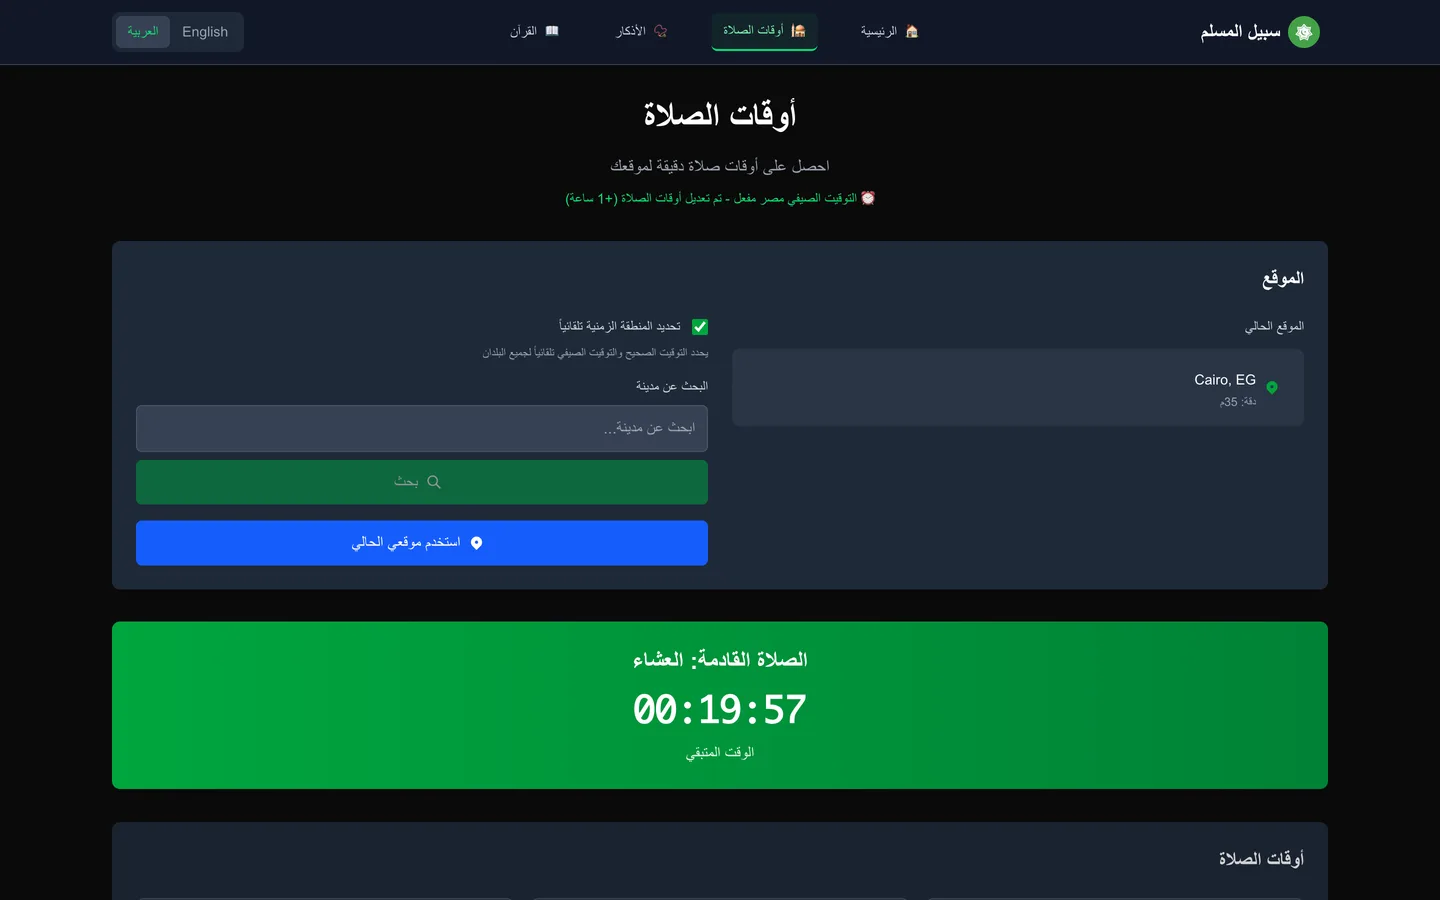 سبيل المسلم
الرئيسية
أوقات الصلاة
الأذكار
القرآن
العربية
English
أوقات الصلاة
احصل على أوقات صلاة دقيقة لموقعك
التوقيت الصيفي مصر مفعل - تم تعديل أوقات الصلاة (+1 ساعة)
الموقع
الموقع الحالي
Cairo, EG
دقة: 35م
تحديد المنطقة الزمنية تلقائياً
يحدد التوقيت الصحيح والتوقيت الصيفي تلقائياً لجميع البلدان
البحث عن مدينة
ابحث عن مدينة...
بحث
استخدم موقعي الحالي
الصلاة القادمة: العشاء
00:19:57
الوقت المتبقي
أوقات الصلاة